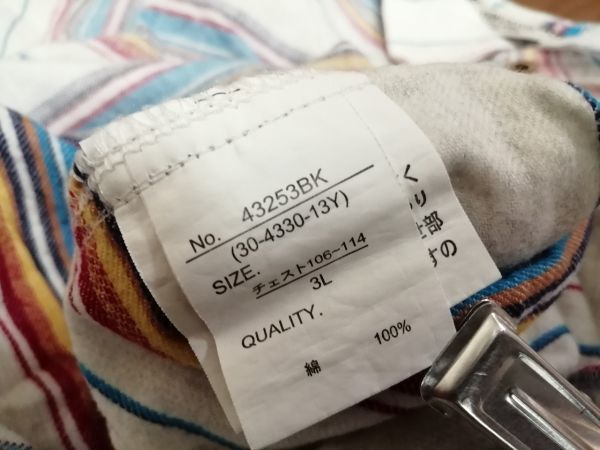 No. 43253BK
(30-4330-13Y)
SIZE. チェスト106~114
3L
QUALITY.
綿 100%
く
り
部
すの